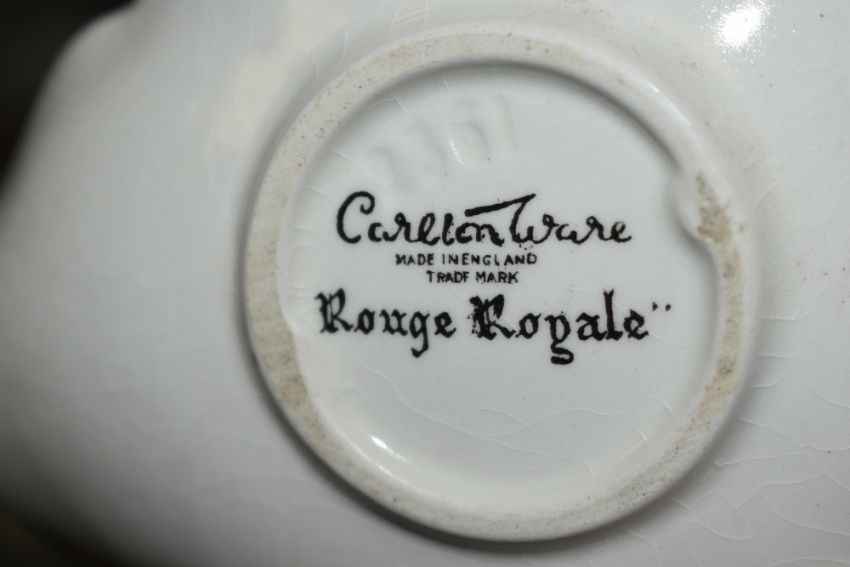 Carlton Ware
MADE IN ENGLAND
TRADE MARK
Rouge Royale"